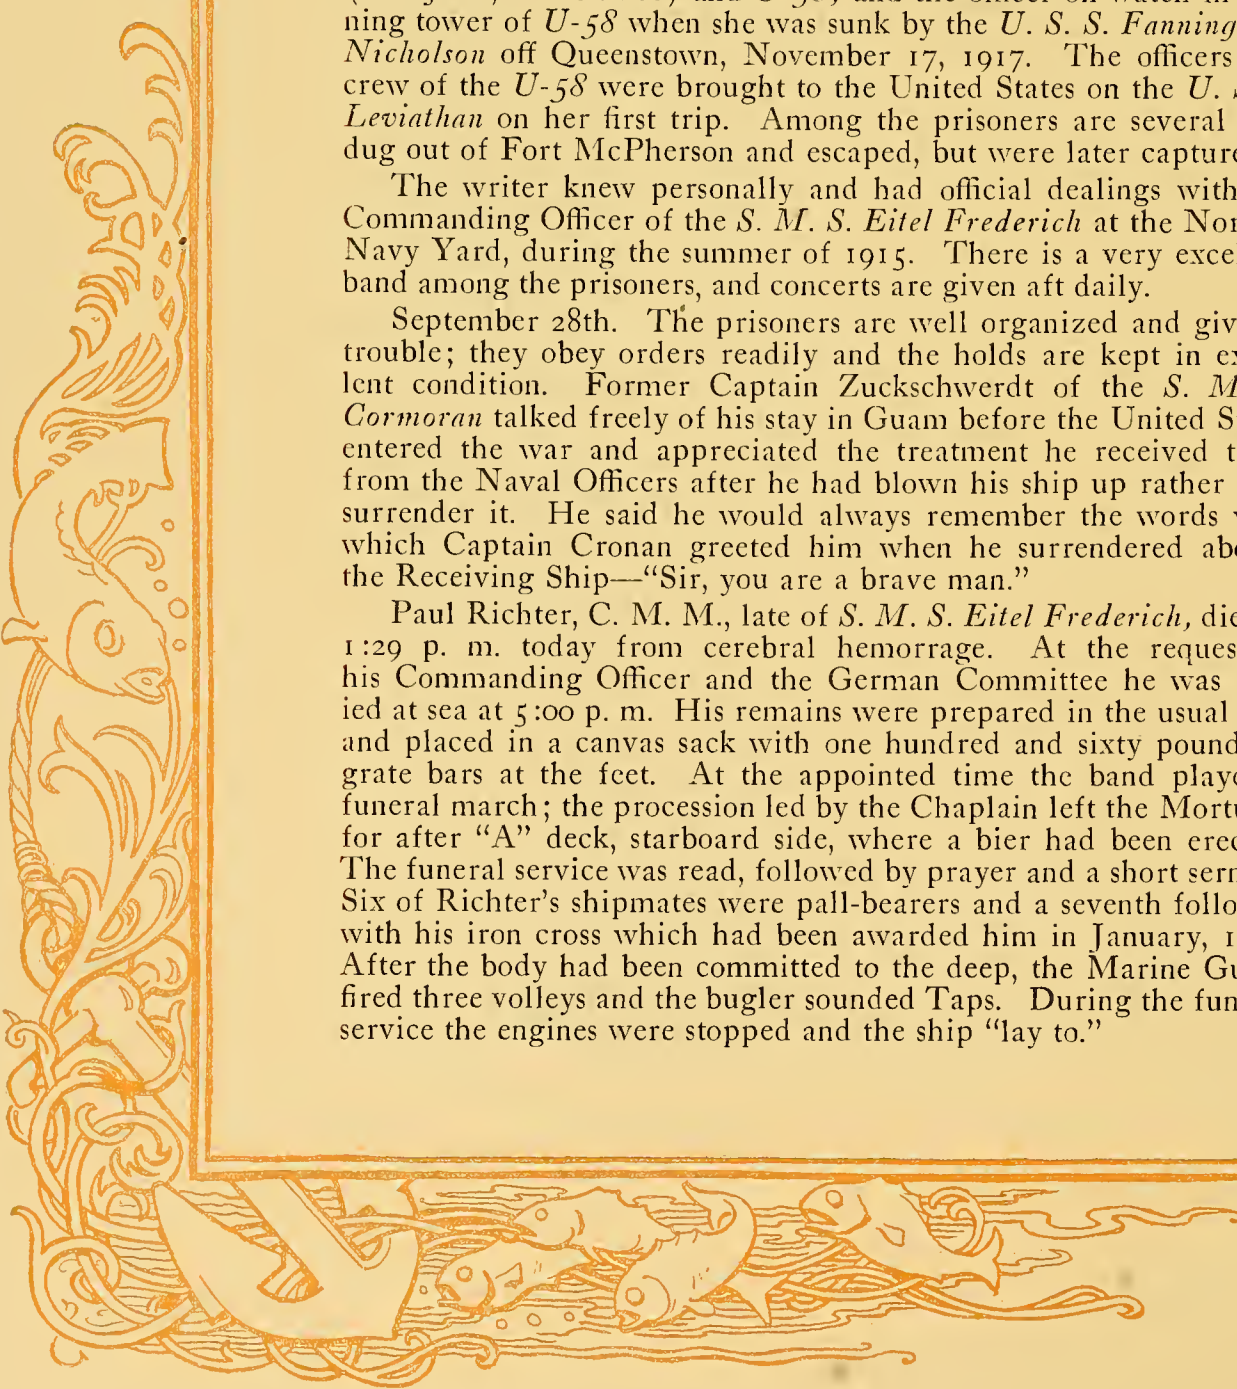 ning tower of U-58 when she was sunk by the U. S. S. Fanning
Nicholson off Queenstown, November 17, 1917. The officers
crew of the U-58 were brought to the United States on the U.
Leviathan on her first trip. Among the prisoners are several
dug out of Fort McPherson and escaped, but were later capture
The writer knew personally and had official dealings with
Commanding Officer of the S. M. S. Eitel Frederich at the Nor
Navy Yard, during the summer of 1915. There is a very exce
band among the prisoners, and concerts are given aft daily.
September 28th. The prisoners are well organized and giv
trouble; they obey orders readily and the holds are kept in ex
lent condition. Former Captain Zuckschwerdt of the S. M
Cormoran talked freely of his stay in Guam before the United S
entered the war and appreciated the treatment he received t
from the Naval Officers after he had blown his ship up rather
surrender it. He said he would always remember the words
which Captain Cronan greeted him when he surrendered abo
the Receiving Ship—“Sir, you are a brave man.”
Paul Richter, C. M. M., late of S. M. S. Eitel Frederich, die
1:29 p. m. today from cerebral hemorrage. At the reques
his Commanding Officer and the German Committee he was
ied at sea at 5:00 p. m. His remains were prepared in the usual
and placed in a canvas sack with one hundred and sixty pound
grate bars at the feet. At the appointed time the band playe
funeral march; the procession led by the Chaplain left the Mortu
for after “A” deck, starboard side, where a bier had been erec
The funeral service was read, followed by prayer and a short serm
Six of Richter’s shipmates were pall-bearers and a seventh follo
with his iron cross which had been awarded him in January, 1
After the body had been committed to the deep, the Marine Gu
fired three volleys and the bugler sounded Taps. During the fun
service the engines were stopped and the ship “lay to.”